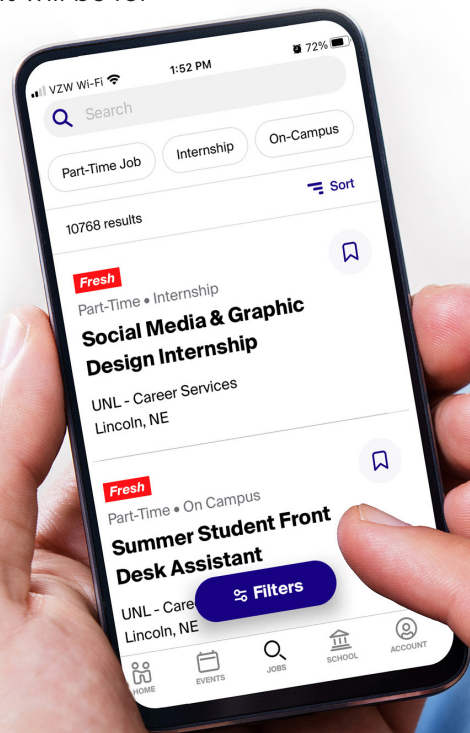 VZW Wi-Fi 1:52 PM 72%
Search
Part-Time Job Internship On-Campus
10768 results Sort
Fresh
Part-Time • Internship
Social Media & Graphic
Design Internship
UNL - Career Services
Lincoln, NE
Fresh
Part-Time • On Campus
Summer Student Front
Desk Assistant
UNL - Care
Filters
Lincoln, NE
HOME EVENTS JOBS SCHOOL ACCOUNT